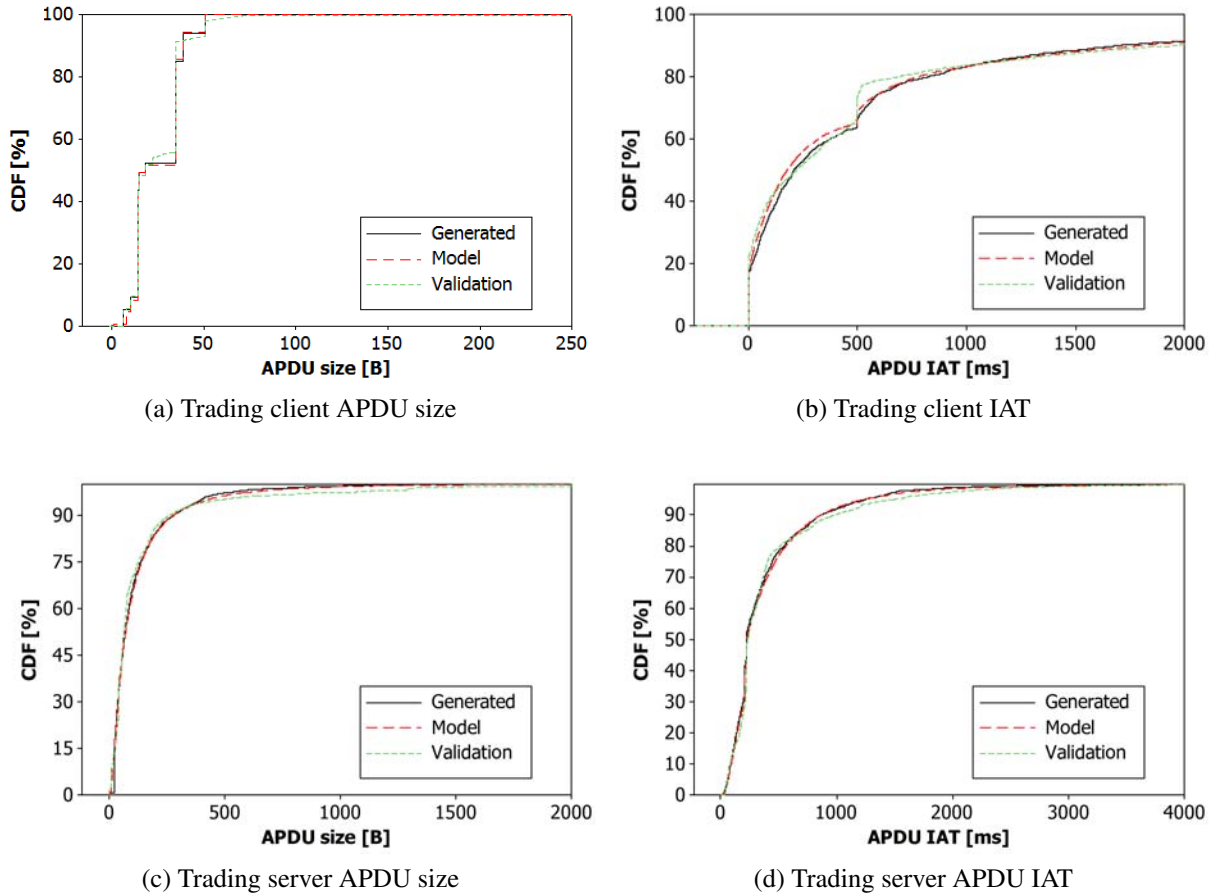 100
80
60
40
20
0
CDF [%]
Generated
Model
Validation
0 50 100 150 200 250
APDU size [B]
(a) Trading client APDU size
100
80
60
40
20
0
CDF [%]
Generated
Model
Validation
0 500 1000 1500 2000
APDU IAT [ms]
(b) Trading client IAT
90
75
60
45
30
15
0
CDF [%]
Generated
Model
Validation
0 500 1000 1500 2000
APDU size [B]
(c) Trading server APDU size
90
80
70
60
50
40
30
20
10
0
CDF [%]
Generated
Model
Validation
0 1000 2000 3000 4000
APDU IAT [ms]
(d) Trading server APDU IAT